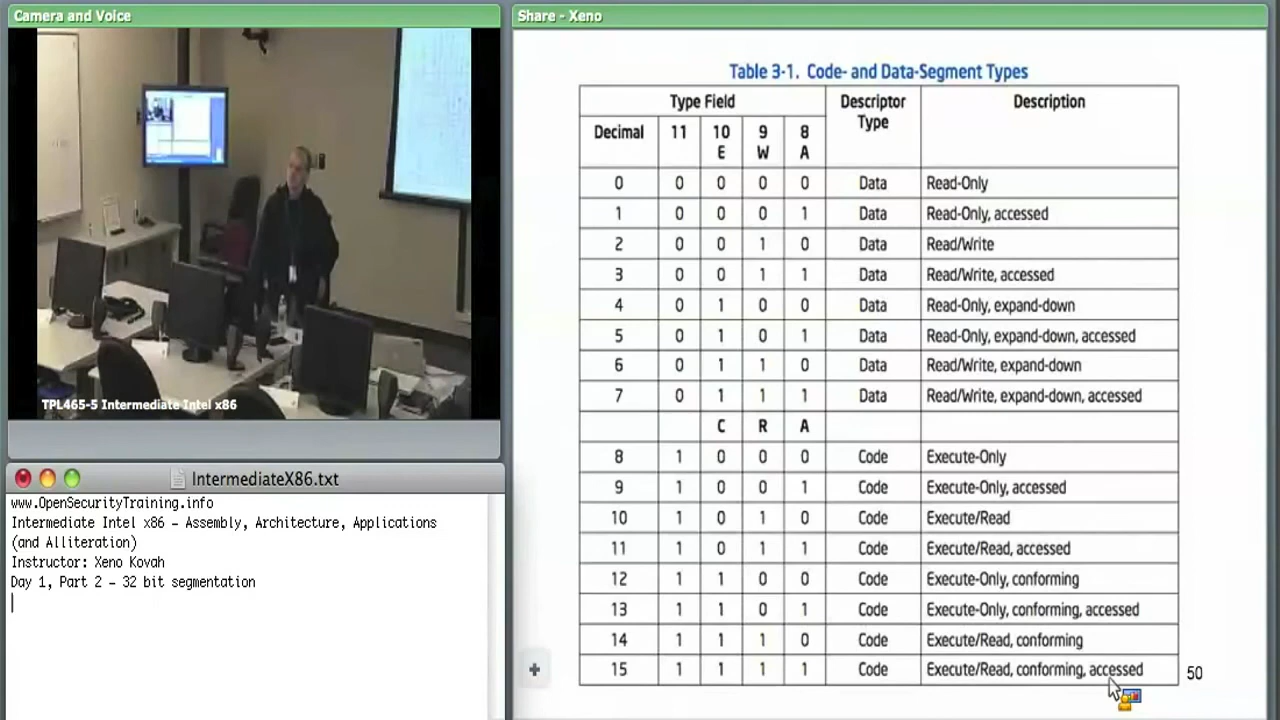 Camera and Voice
TPL465-5 Intermediate Intel x86
IntermediateX86.txt
www.OpenSecurityTraining.info
Intermediate Intel x86 – Assembly, Architecture, Applications
(and Alliteration)
Instructor: Xeno Kovah
Day 1, Part 2 – 32 bit segmentation
Share - Xeno
Table 3-1. Code- and Data-Segment Types
Type Field Descriptor Type Description
Decimal 11 10 E 9 W 8 A
0 0 0 0 0 Data Read-Only
1 0 0 0 1 Data Read-Only, accessed
2 0 0 1 0 Data Read/Write
3 0 0 1 1 Data Read/Write, accessed
4 0 1 0 0 Data Read-Only, expand-down
5 0 1 0 1 Data Read-Only, expand-down, accessed
6 0 1 1 0 Data Read/Write, expand-down
7 0 1 1 1 Data Read/Write, expand-down, accessed
C R A
8 1 0 0 0 Code Execute-Only
9 1 0 0 1 Code Execute-Only, accessed
10 1 0 1 0 Code Execute/Read
11 1 0 1 1 Code Execute/Read, accessed
12 1 1 0 0 Code Execute-Only, conforming
13 1 1 0 1 Code Execute-Only, conforming, accessed
14 1 1 1 0 Code Execute/Read, conforming
15 1 1 1 1 Code Execute/Read, conforming, accessed
50